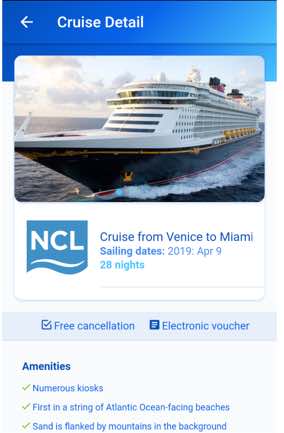 Cruise Detail
NCL
Cruise from Venice to Miami
Sailing dates: 2019: Apr 9
28 nights
Free cancellation
Electronic voucher
Amenities
Numerous kiosks
First in a string of Atlantic Ocean-facing beaches
Sand is flanked by mountains in the background